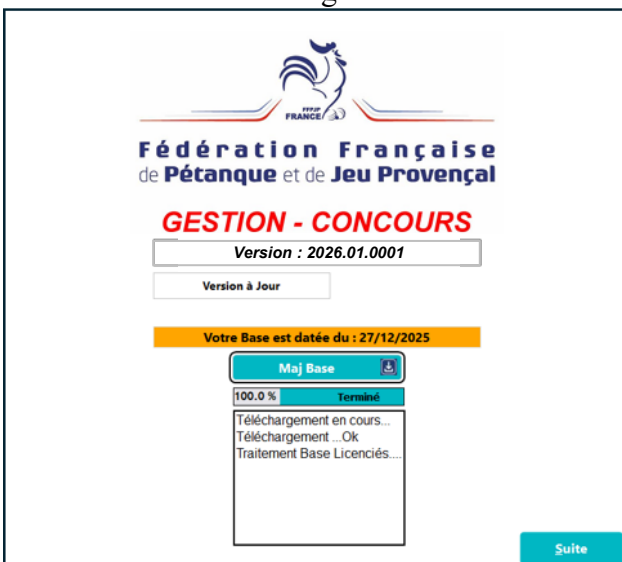 FFPJP
FRANCE
Fédération Française
de Pétanque et de Jeu Provençal
GESTION - CONCOURS
Version : 2026.01.0001
Version à Jour
Votre Base est datée du : 27/12/2025
Maj Base
100.0 % Terminé
Téléchargement en cours...
Téléchargement ...Ok
Traitement Base Licenciés....
Suite